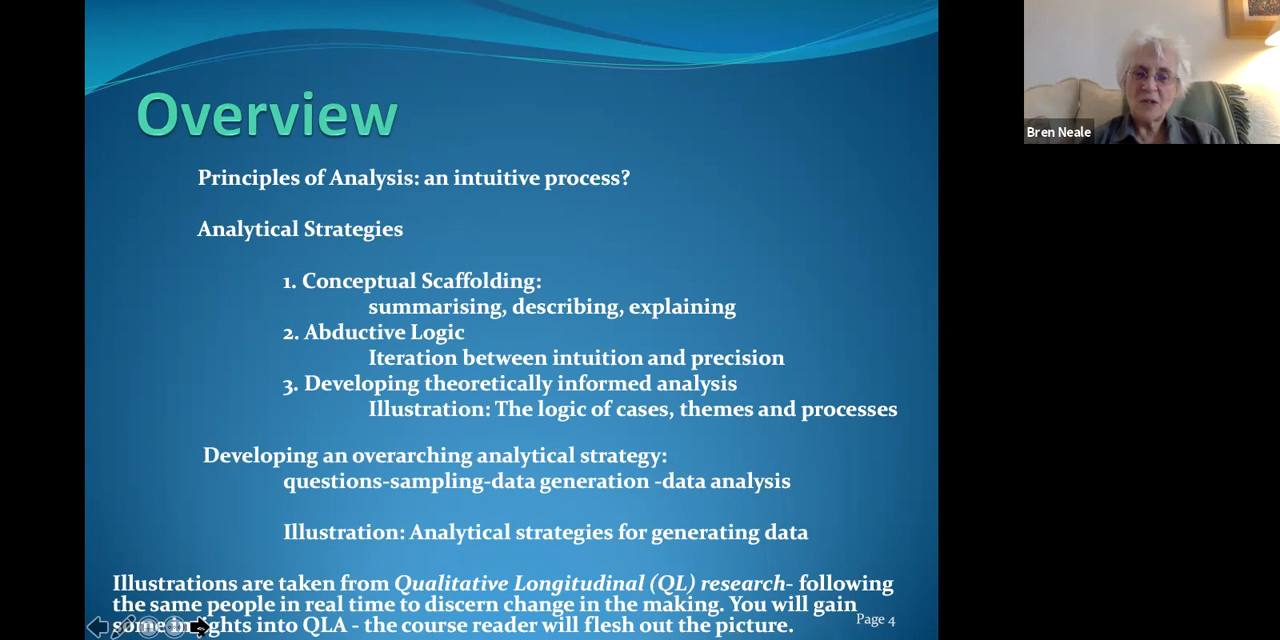 Overview
Principles of Analysis: an intuitive process?
Analytical Strategies
1. Conceptual Scaffolding:
summarising, describing, explaining
2. Abductive Logic
Iteration between intuition and precision
3. Developing theoretically informed analysis
Illustration: The logic of cases, themes and processes
Developing an overarching analytical strategy:
questions-sampling-data generation -data analysis
Illustration: Analytical strategies for generating data
Illustrations are taken from Qualitative Longitudinal (QL) research- following
the same people in real time to discern change in the making. You will gain
some insights into QLA - the course reader will flesh out the picture.
Page 4
Bren Neale